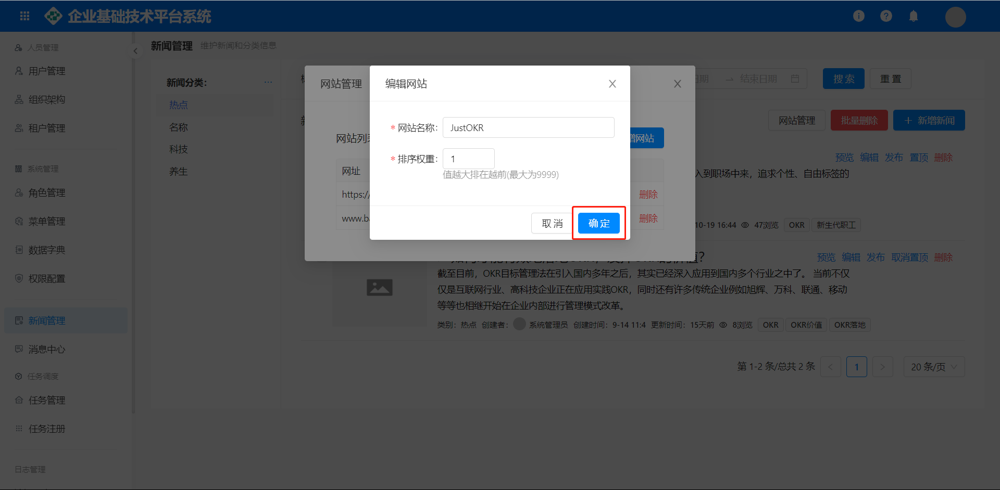 企业基础技术平台系统
人员管理
用户管理
组织架构
租户管理
系统管理
角色管理
菜单管理
数据字典
权限配置
新闻管理
消息中心
任务调度
任务管理
任务注册
日志管理
新闻管理 维护新闻和分类信息
新闻分类：
热点
名称
科技
养生
日期 → 结束日期
搜 索
重 置
网站管理
批量删除
+ 新增新闻
网站管理
网站列
增网站
网址
https:/
删除
www.ba
删除
编辑网站
* 网站名称： JustOKR
* 排序权重： 1
值越大排在越前(最大为9999)
取 消
确 定
预览 编辑 发布 置顶 删除
入到职场中来，追求个性、自由标签的
10-19 16:44 47浏览 OKR 新生代职工
预览 编辑 发布 取消置顶 删除
截至目前，OKR目标管理法在引入国内多年之后，其实已经深入应用到国内多个行业之中了。 当前不仅
仅是互联网行业、高科技企业正在应用实践OKR，同时还有许多传统企业例如旭辉、万科、联通、移动
等等也相继开始在企业内部进行管理模式改革。
类别：热点 创建者： 系统管理员 创建时间：9-14 11:4 更新时间：15天前 8浏览 OKR OKR价值 OKR落地
第 1-2 条/总共 2 条 < 1 > 20 条/页